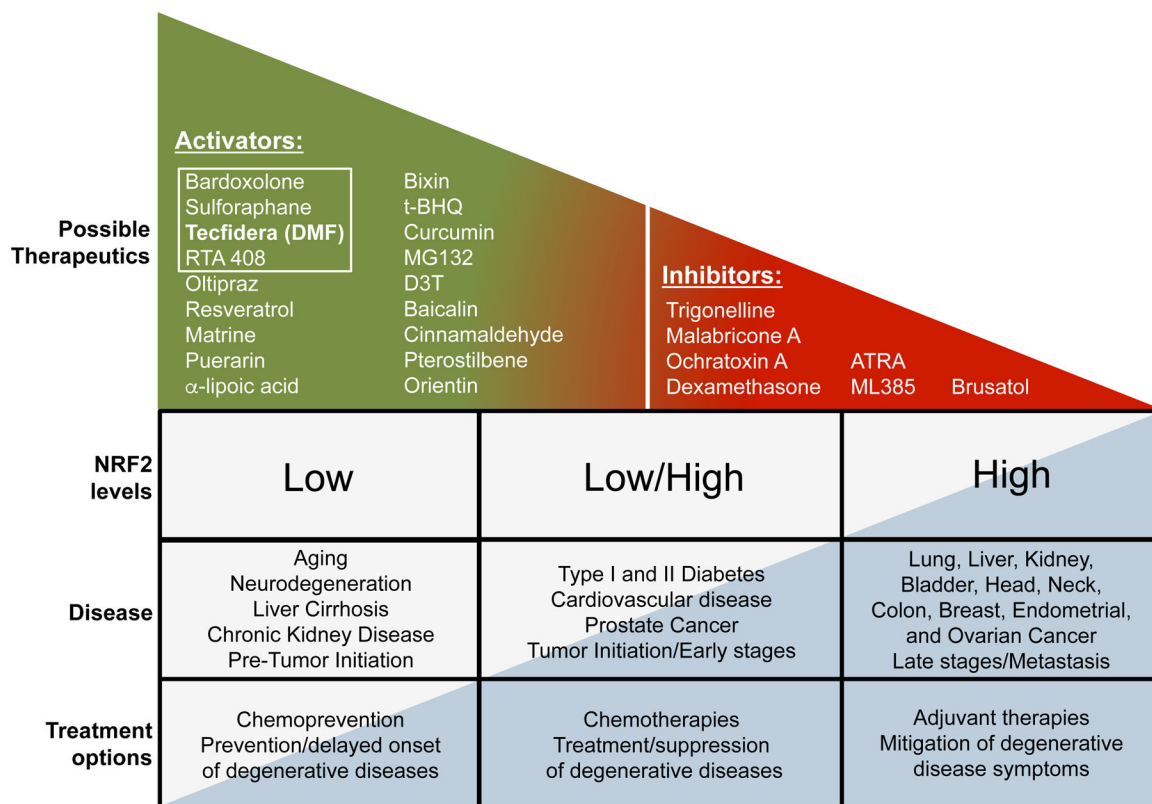 Possible
Therapeutics
Activators:
Bardoxolone
Sulforaphane
Tecfidera (DMF)
RTA 408
Oltipraz
Resveratrol
Matrine
Puerarin
α-lipoic acid
Bixin
t-BHQ
Curcumin
MG132
D3T
Baicalin
Cinnamaldehyde
Pterostilbene
Orientin
Inhibitors:
Trigonelline
Malabricone A
Ochratoxin A
Dexamethasone
ATRA
ML385
Brusatol
NRF2
levels
Low
Low/High
High
Disease
Aging
Neurodegeneration
Liver Cirrhosis
Chronic Kidney Disease
Pre-Tumor Initiation
Type I and II Diabetes
Cardiovascular disease
Prostate Cancer
Tumor Initiation/Early stages
Lung, Liver, Kidney,
Bladder, Head, Neck,
Colon, Breast, Endometrial,
and Ovarian Cancer
Late stages/Metastasis
Treatment
options
Chemoprevention
Prevention/delayed onset
of degenerative diseases
Chemotherapies
Treatment/suppression
of degenerative diseases
Adjuvant therapies
Mitigation of degenerative
disease symptoms